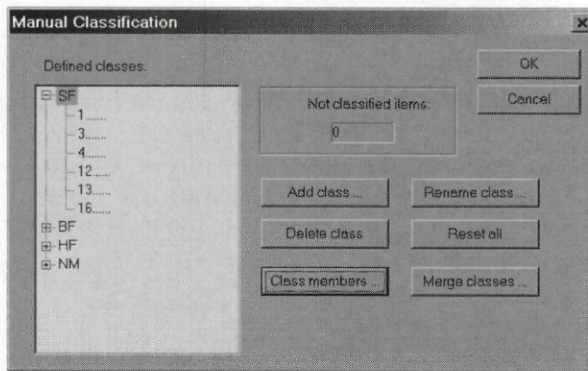 Manual Classification
Defined classes:
SF
1......
3......
4......
12......
13......
16......
BF
HF
NM
Not classified items:
0
OK
Cancel
Add class ...
Rename class ...
Delete class
Reset all
Class members ...
Merge classes ...